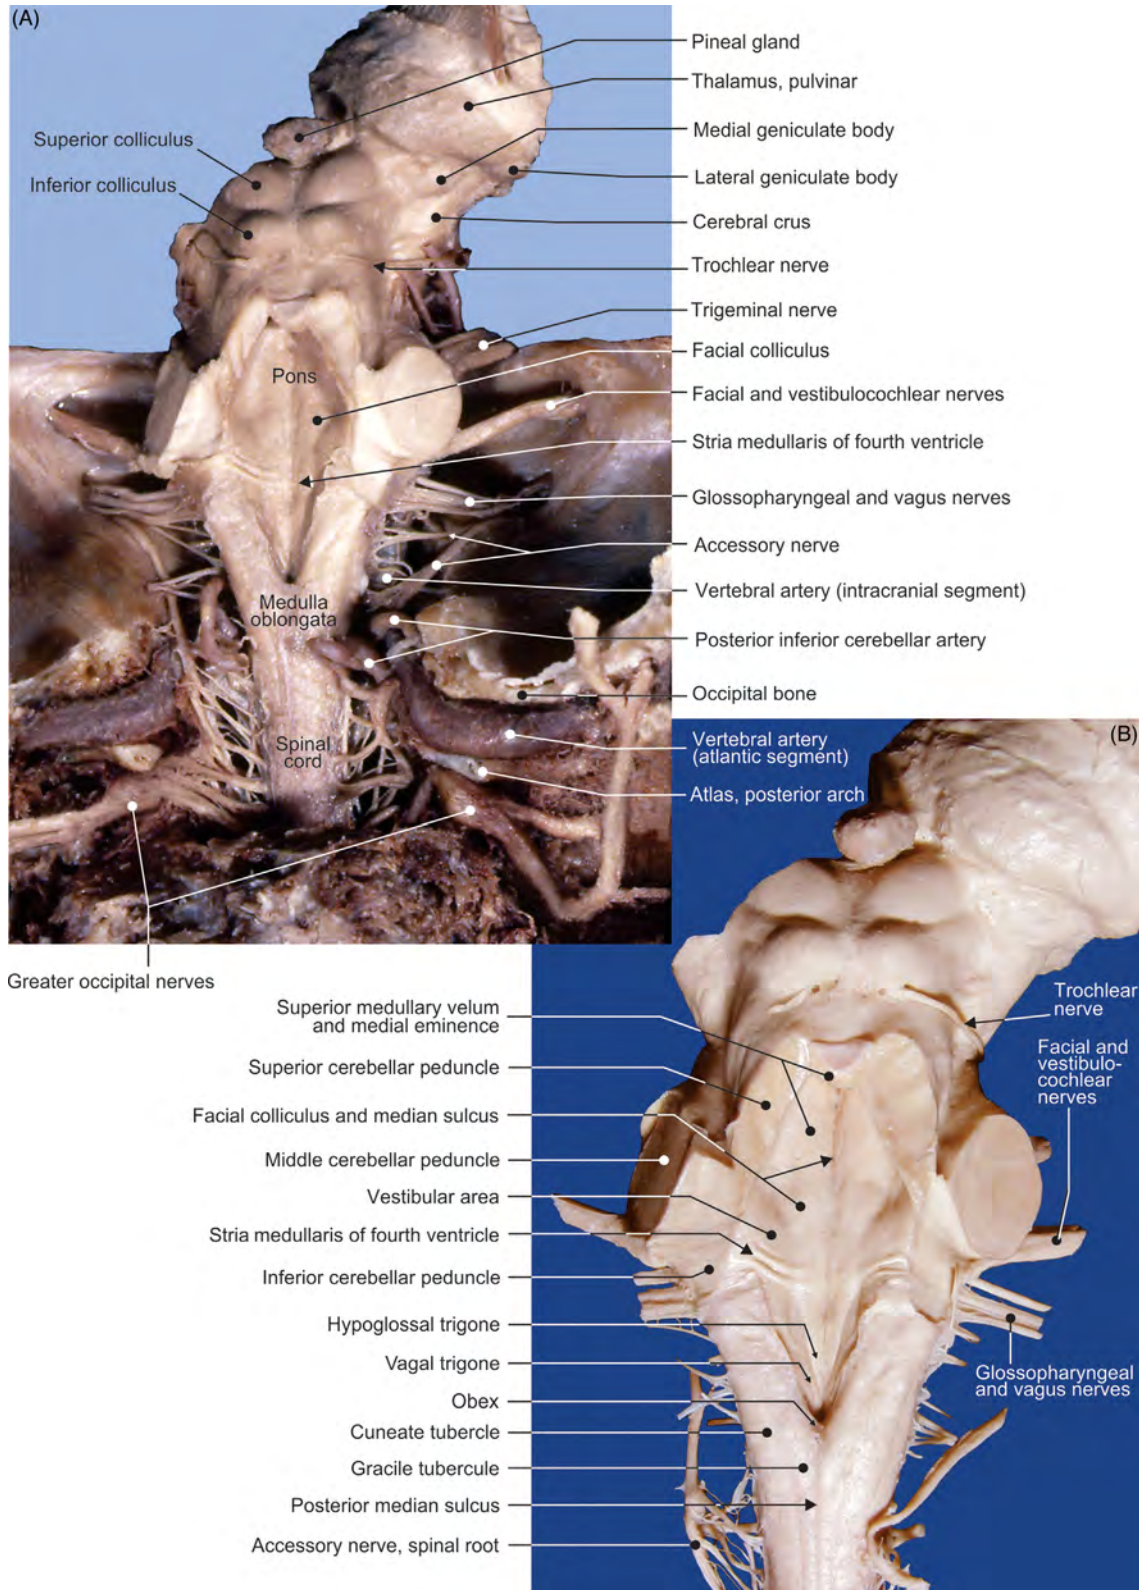 (A)
Pineal gland
Thalamus, pulvinar
Superior colliculus
Medial geniculate body
Inferior colliculus
Lateral geniculate body
Cerebral crus
Trochlear nerve
Trigeminal nerve
Facial colliculus
Pons
Facial and vestibulocochlear nerves
Stria medullaris of fourth ventricle
Glossopharyngeal and vagus nerves
Accessory nerve
Vertebral artery (intracranial segment)
Medulla
oblongata
Posterior inferior cerebellar artery
Occipital bone
Spinal
cord
Vertebral artery
(atlantic segment)
(B)
Atlas, posterior arch
Greater occipital nerves
Superior medullary velum
and medial eminence
Trochlear
nerve
Superior cerebellar peduncle
Facial and
vestibulo-
cochlear
nerves
Facial colliculus and median sulcus
Middle cerebellar peduncle
Vestibular area
Stria medullaris of fourth ventricle
Inferior cerebellar peduncle
Hypoglossal trigone
Vagal trigone
Glossopharyngeal
and vagus nerves
Obex
Cuneate tubercle
Gracile tubercule
Posterior median sulcus
Accessory nerve, spinal root